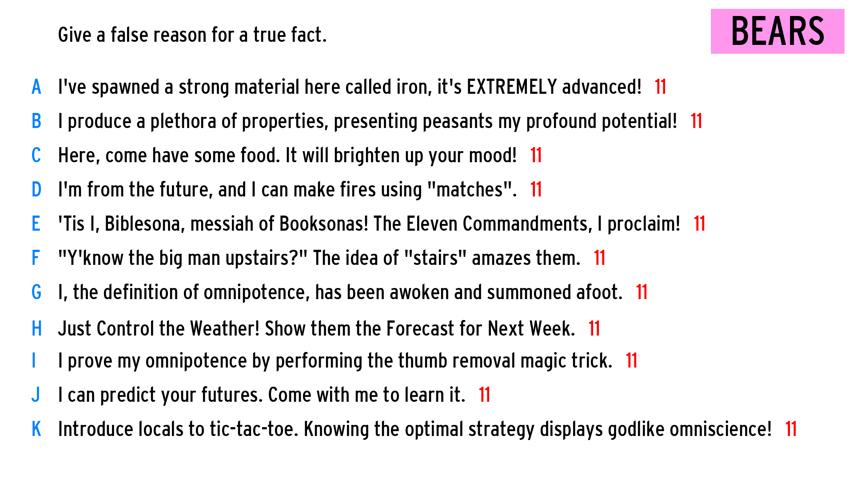 Give a false reason for a true fact.
BEARS
A I've spawned a strong material here called iron, it's EXTREMELY advanced! 11
B I produce a plethora of properties, presenting peasants my profound potential! 11
C Here, come have some food. It will brighten up your mood! 11
D I'm from the future, and I can make fires using "matches". 11
E 'Tis I, Biblesona, messiah of Booksonas! The Eleven Commandments, I proclaim! 11
F "Y'know the big man upstairs?" The idea of "stairs" amazes them. 11
G I, the definition of omnipotence, has been awoken and summoned afoot. 11
H Just Control the Weather! Show them the Forecast for Next Week. 11
I I prove my omnipotence by performing the thumb removal magic trick. 11
J I can predict your futures. Come with me to learn it. 11
K Introduce locals to tic-tac-toe. Knowing the optimal strategy displays godlike omniscience! 11